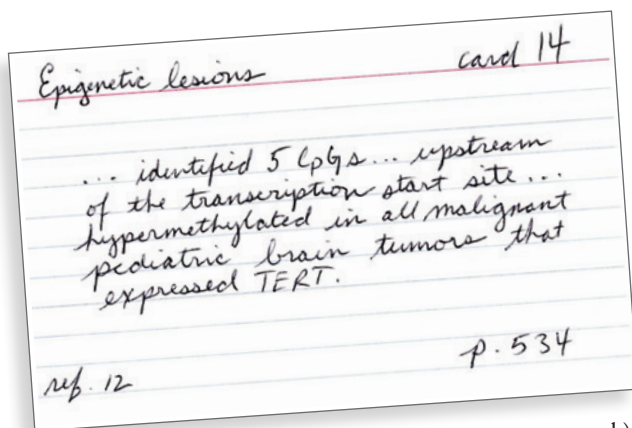 Epigenetic lesions card 14
... identified 5 CpGs... upstream
of the transcription start site...
hypermethylated in all malignant
pediatric brain tumors that
expressed TERT.
ref. 12 p. 534